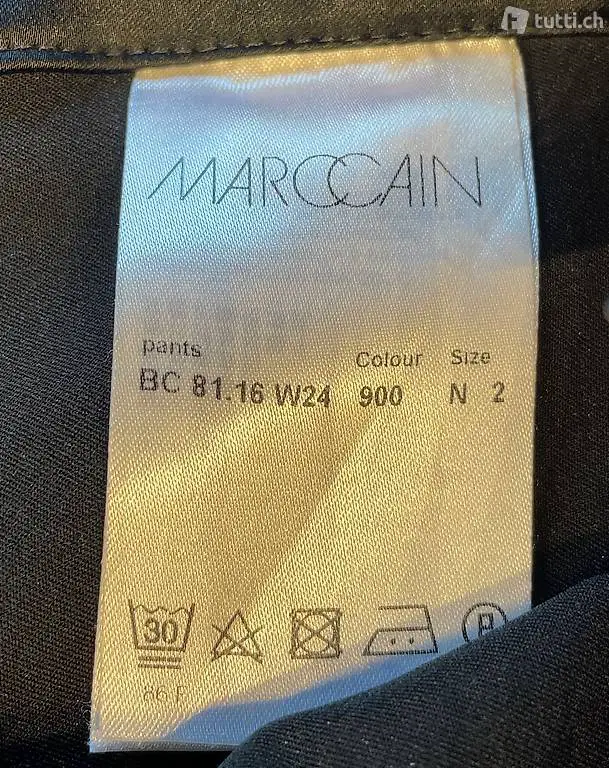 tutti.ch
MARCCAIN
pants
Colour Size
BC 81.16 W24 900 N 2
30
P
86 F